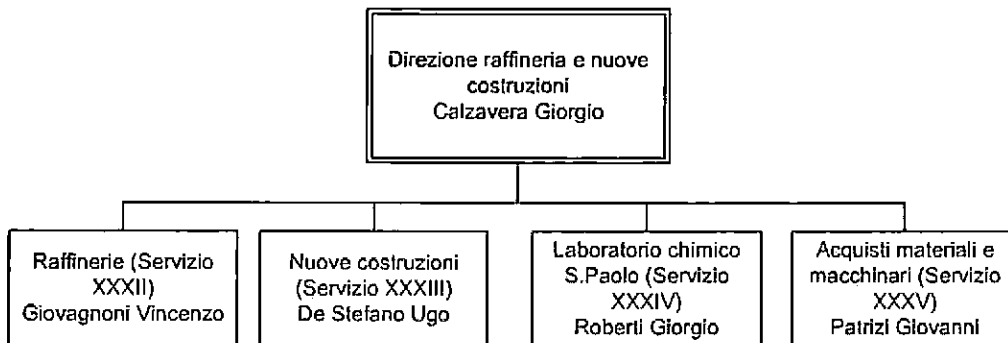 Direzione raffineria e nuove
costruzioni
Calzavera Giorgio
Raffinerie (Servizio
XXXII)
Giovagnoni Vincenzo
Nuove costruzioni
(Servizio XXXIII)
De Stefano Ugo
Laboratorio chimico
S.Paolo (Servizio
XXXIV)
Roberti Giorgio
Acquisti materiali e
macchinari (Servizio
XXXV)
Patrizi Giovanni